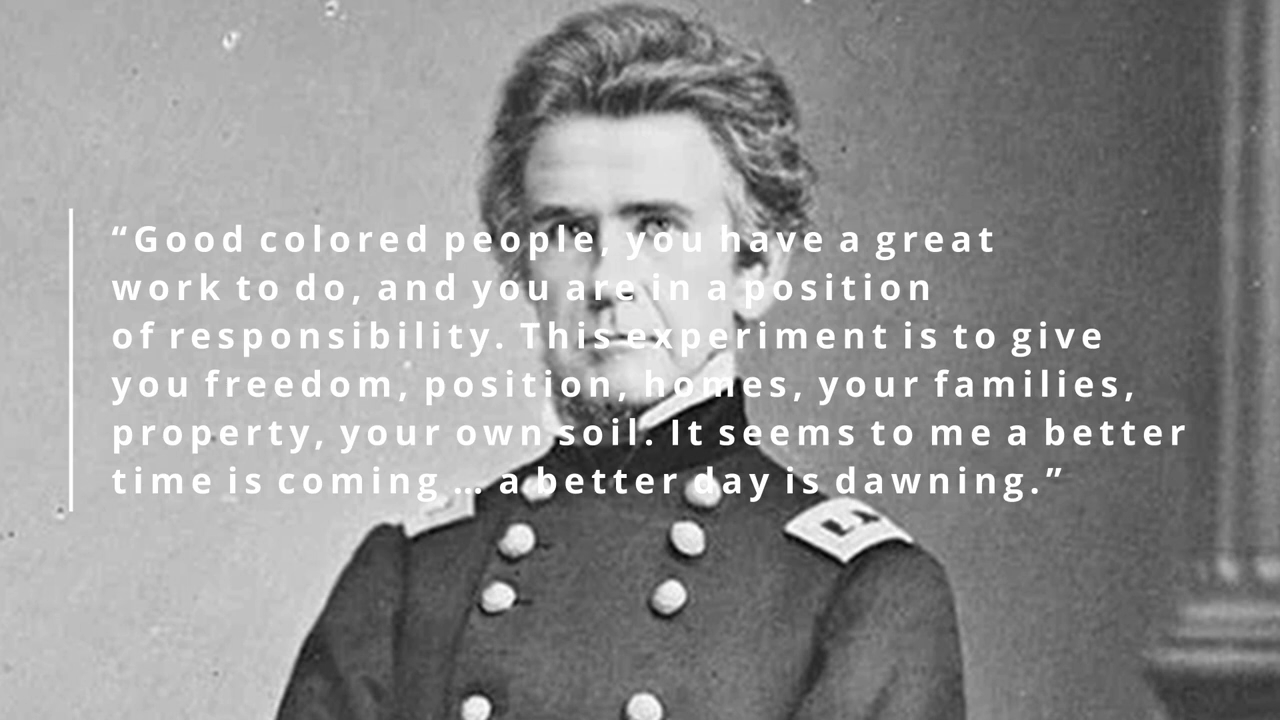 “Good colored people, you have a great
work to do, and you are in a position
of responsibility. This experiment is to give
you freedom, position, homes, your families,
property, your own soil. It seems to me a better
time is coming … a better day is dawning.”